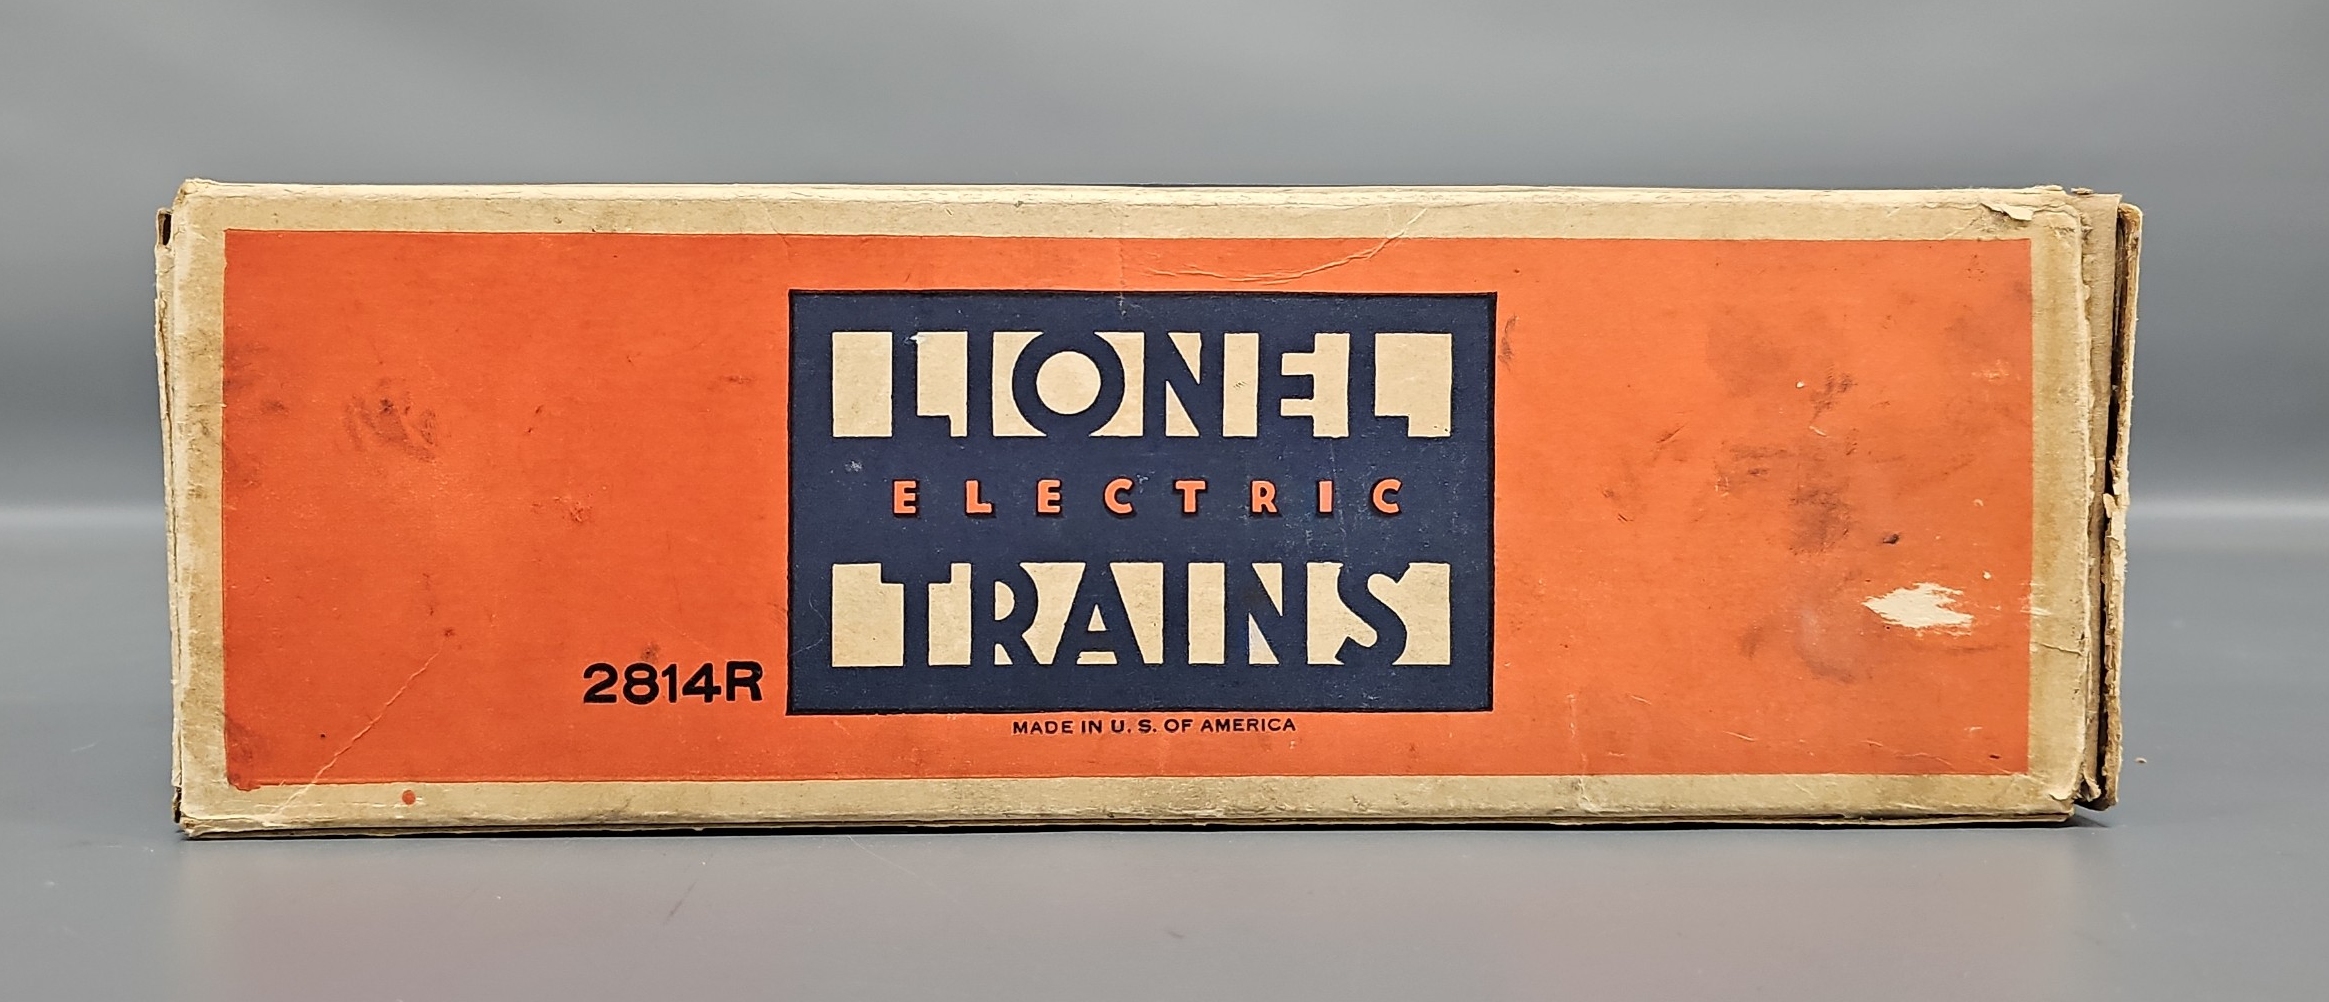 LIONEL
ELECTRIC
TRAINS
2814R
MADE IN U. S. OF AMERICA